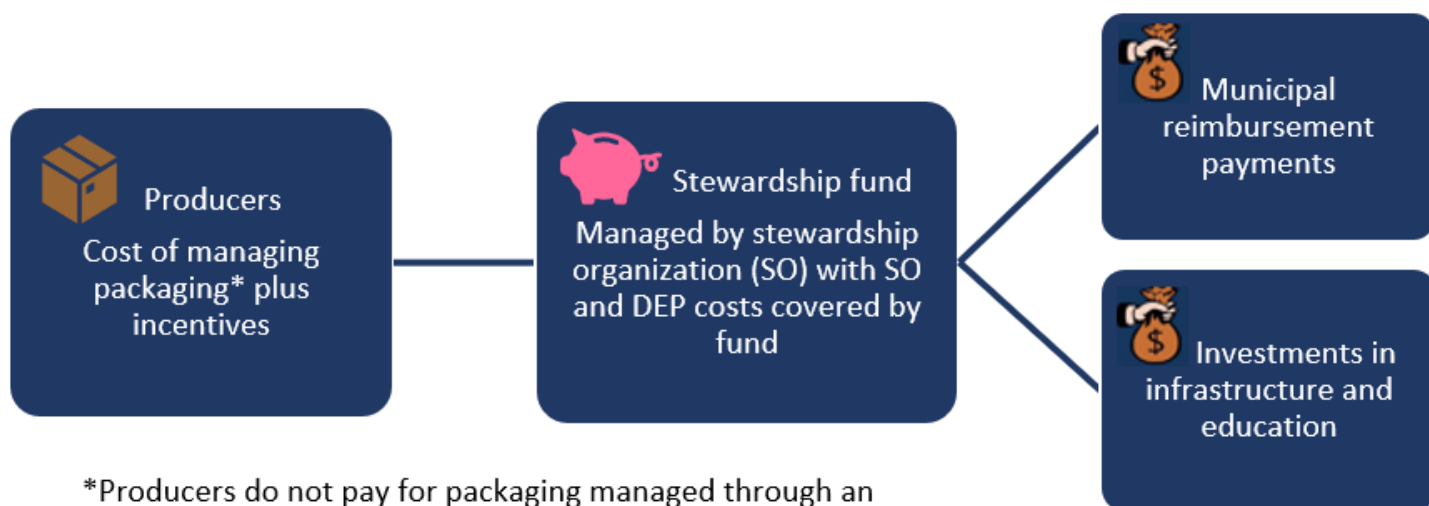 Producers
Cost of managing
packaging* plus
incentives
Stewardship fund
Managed by stewardship
organization (SO) with SO
and DEP costs covered by
fund
$ Municipal
reimbursement
payments
$ Investments in
infrastructure and
education
*Producers do not pay for packaging managed through an